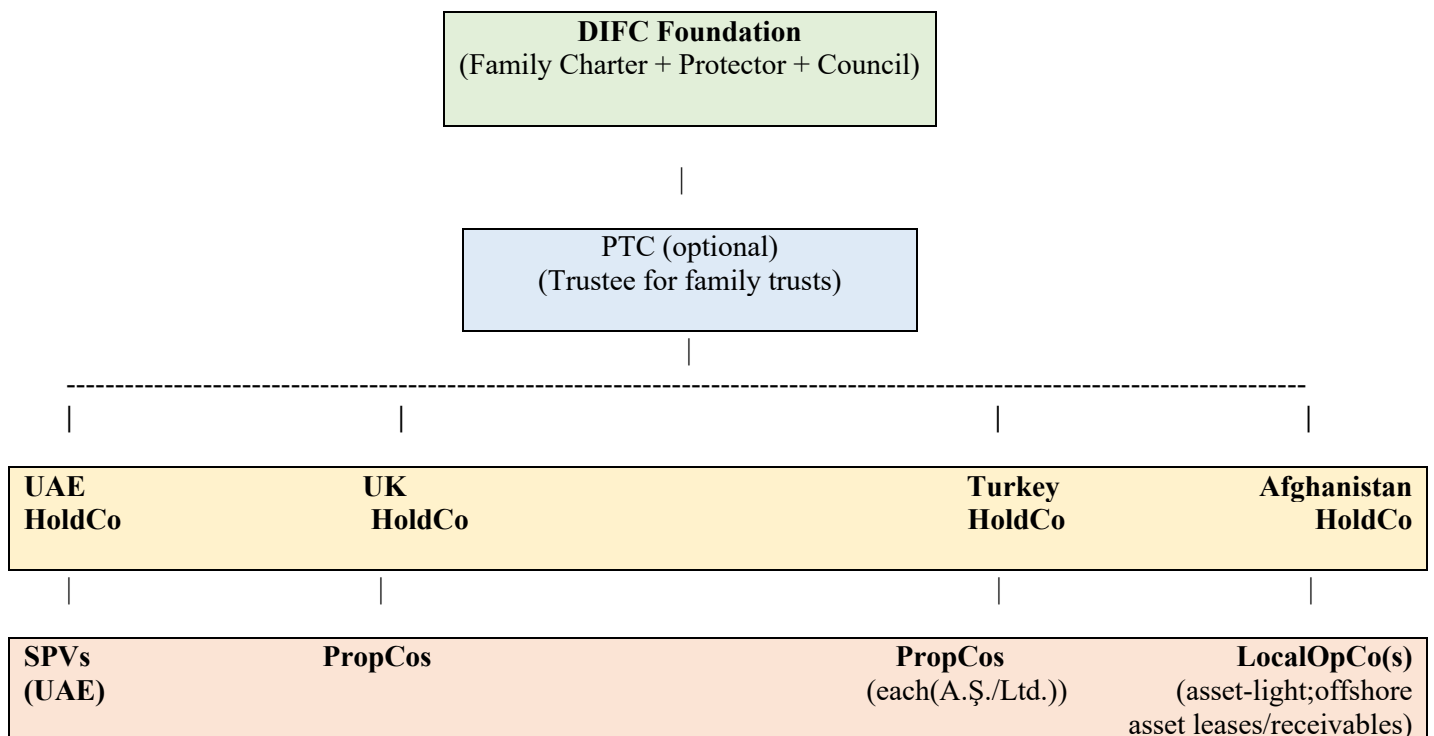 DIFC Foundation
(Family Charter + Protector + Council)
PTC (optional)
(Trustee for family trusts)
UAE UK Turkey Afghanistan
HoldCo HoldCo HoldCo HoldCo
SPVs PropCos PropCos LocalOpCo(s)
(UAE) (each(A.Ş./Ltd.)) (asset-light;offshore
asset leases/receivables)